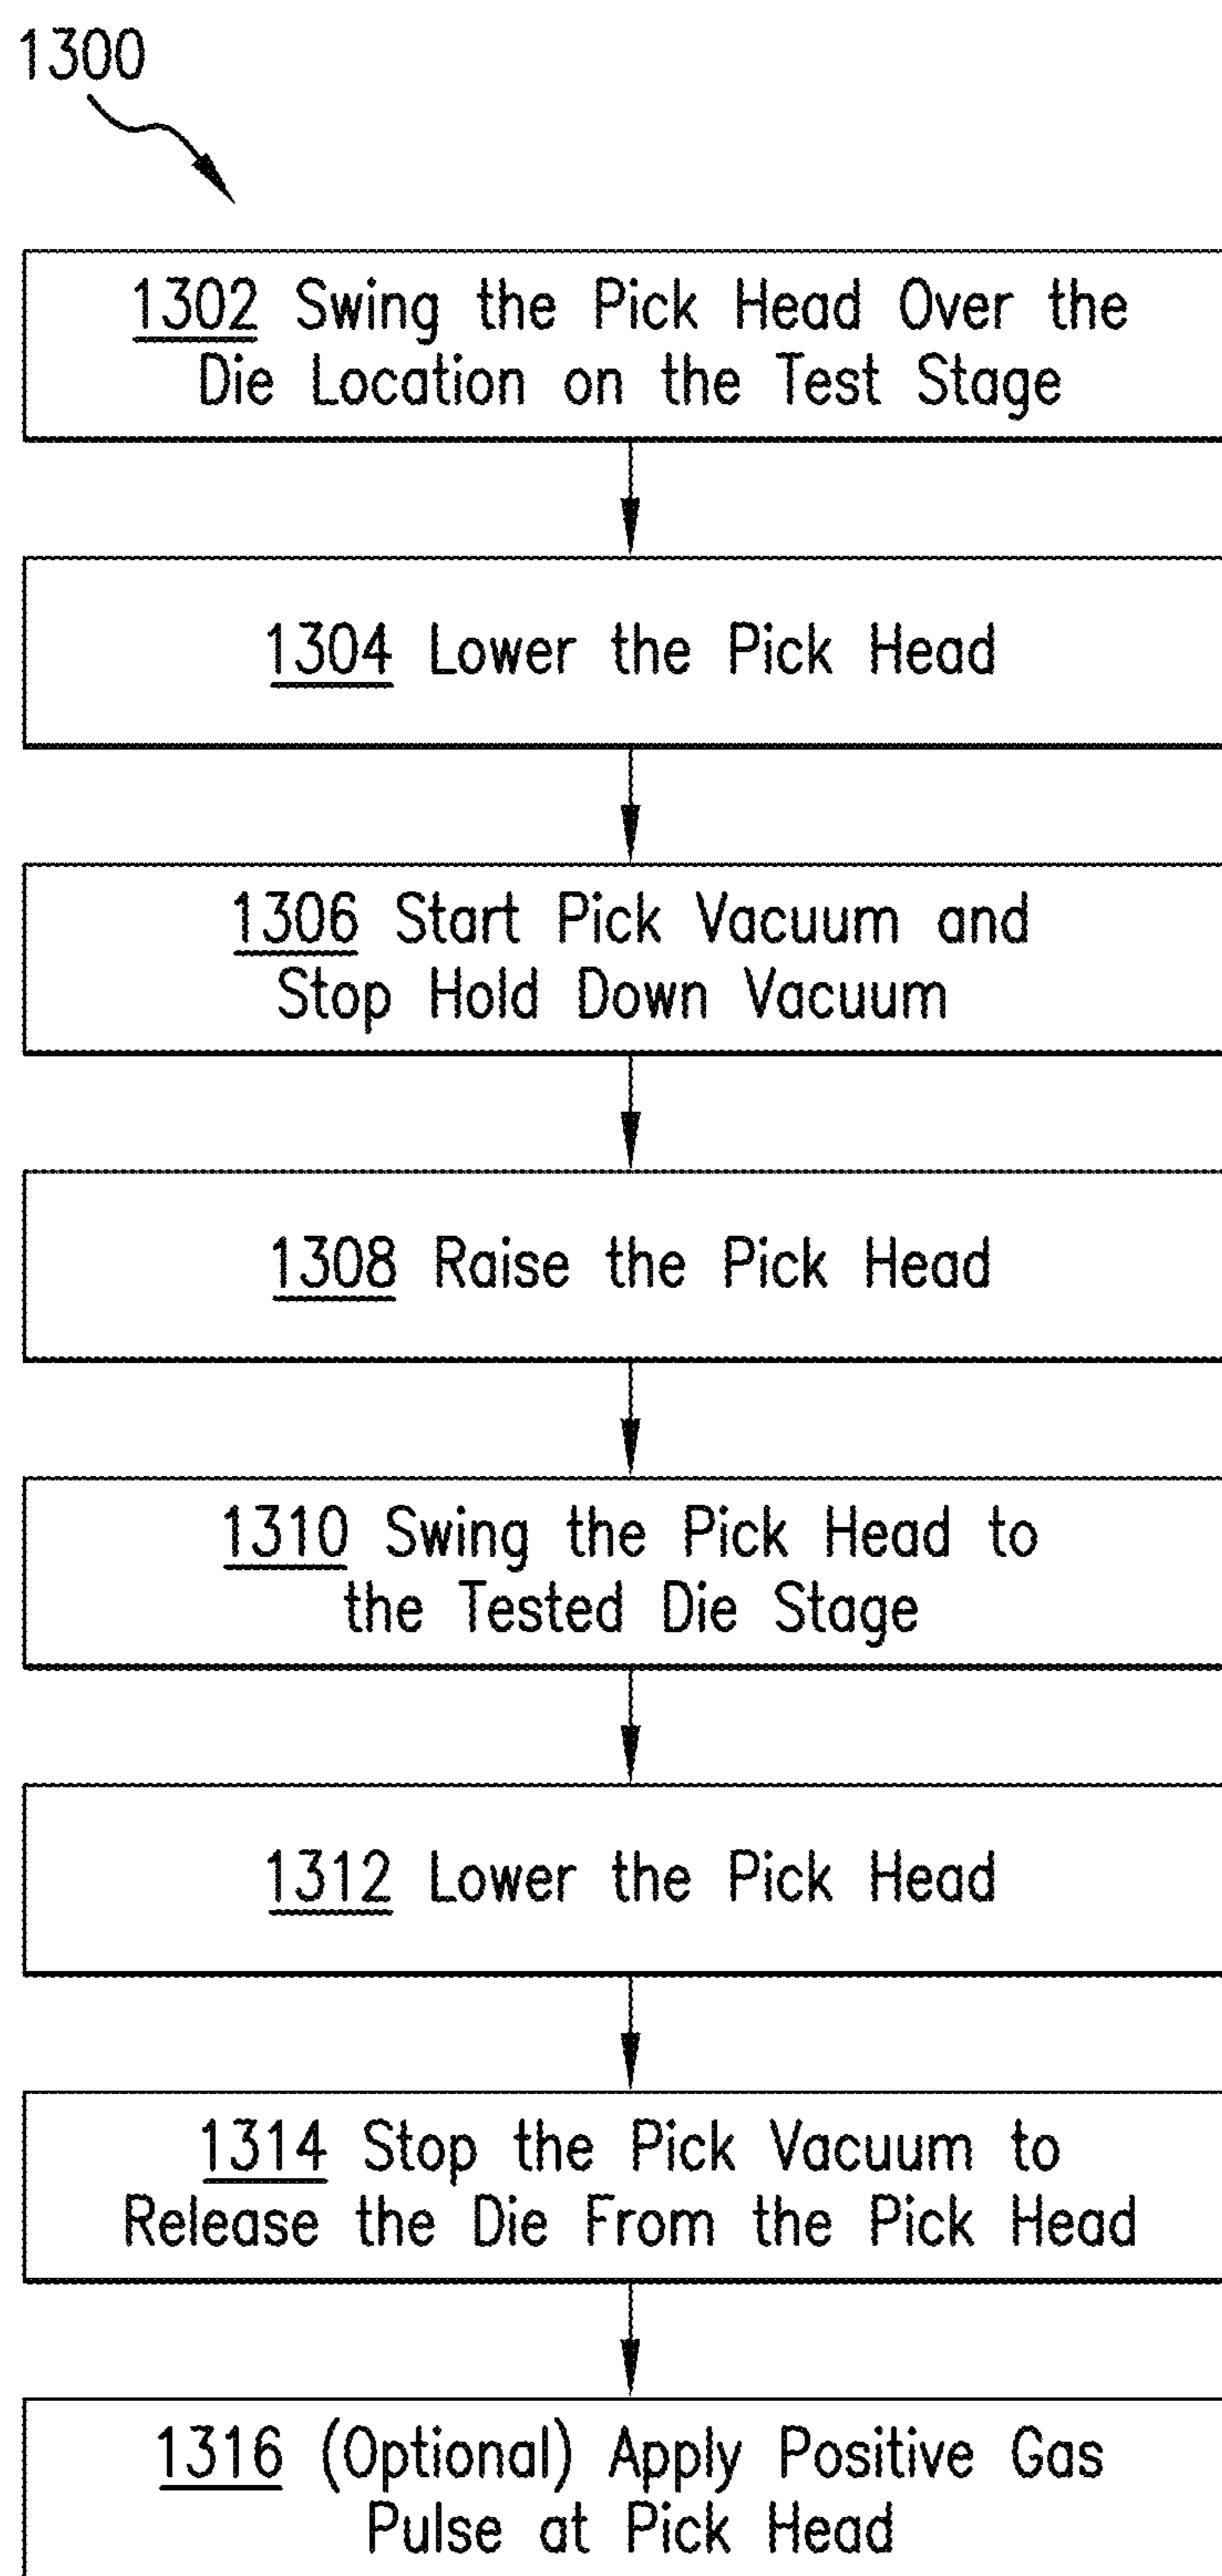 1300
1302 Swing the Pick Head Over the
Die Location on the Test Stage
1304 Lower the Pick Head
1306 Start Pick Vacuum and
Stop Hold Down Vacuum
1308 Raise the Pick Head
1310 Swing the Pick Head to
the Tested Die Stage
1312 Lower the Pick Head
1314 Stop the Pick Vacuum to
Release the Die From the Pick Head
1316 (Optional) Apply Positive Gas
Pulse at Pick Head